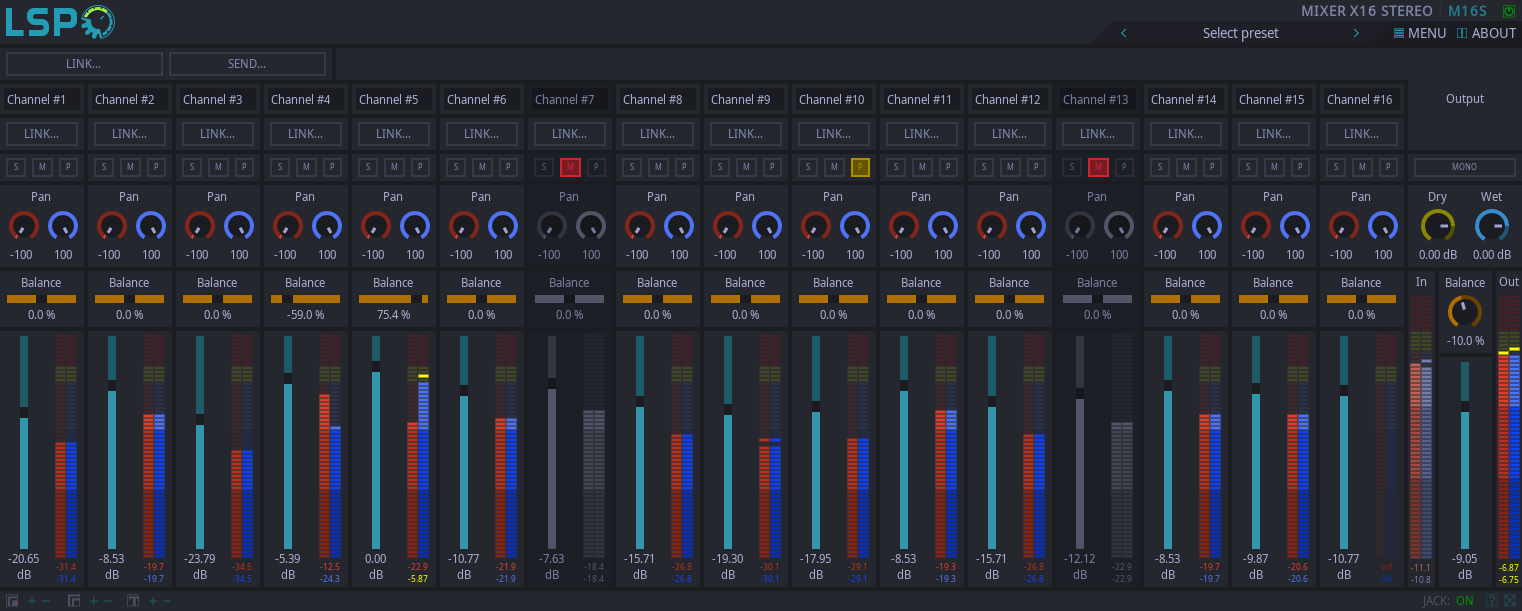 LSP MIXER X16 STEREO M16S
Select preset MENU ABOUT
LINK... SEND...
Channel #1 Channel #2 Channel #3 Channel #4 Channel #5 Channel #6 Channel #7 Channel #8 Channel #9 Channel #10 Channel #11 Channel #12 Channel #13 Channel #14 Channel #15 Channel #16 Output
LINK... LINK... LINK... LINK... LINK... LINK... LINK... LINK... LINK... LINK... LINK... LINK... LINK... LINK... LINK... LINK...
S M P S M P S M P S M P S M P S M P S M P S M P S M P S M P S M P S M P S M P S M P S M P S M P MONO
Pan Pan Pan Pan Pan Pan Pan Pan Pan Pan Pan Pan Pan Pan Pan Pan Dry Wet
-100 100 -100 100 -100 100 -100 100 -100 100 -100 100 -100 100 -100 100 -100 100 -100 100 -100 100 -100 100 -100 100 -100 100 -100 100 -100 100 0.00 dB 0.00 dB
Balance Balance Balance Balance Balance Balance Balance Balance Balance Balance Balance Balance Balance Balance Balance Balance In Balance Out
0.0 % 0.0 % 0.0 % -59.0 % 75.4 % 0.0 % 0.0 % 0.0 % 0.0 % 0.0 % 0.0 % 0.0 % 0.0 % 0.0 % 0.0 % 0.0 %
-10.0 %
-20.65 -8.53 -23.79 -5.39 0.00 -10.77 -7.63 -15.71 -19.30 -17.95 -8.53 -15.71 -12.12 -8.53 -9.87 -10.77 -9.05
-31.4 -19.7 -34.5 -12.5 -22.9 -21.9 -18.4 -26.8 -30.1 -29.1 -19.3 -26.8 -22.9 -19.7 -20.6 -inf -11.1 -6.87
dB dB dB dB dB dB dB dB dB dB dB dB dB dB dB dB dB
-31.4 -19.7 -34.5 -24.3 -5.87 -21.9 -18.4 -26.8 -30.1 -29.1 -19.3 -26.8 -22.9 -19.7 -20.6 -inf -10.8 -6.75
JACK: ON